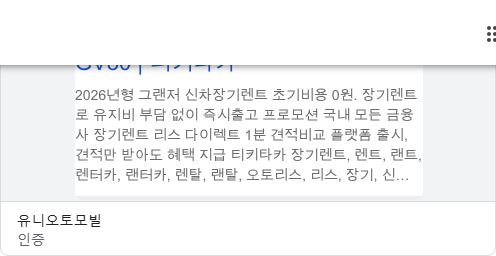 2026년형 그랜저 신차장기렌트 초기비용 0원. 장기렌트
로 유지비 부담 없이 즉시출고 프로모션 국내 모든 금융
사 장기렌트 리스 다이렉트 1분 견적비교 플랫폼 출시,
견적만 받아도 혜택 지급 티키타카 장기렌트, 렌트, 랜트,
렌터카, 랜터카, 렌탈, 랜탈, 오토리스, 리스, 장기, 신...
유니오토모빌
인증